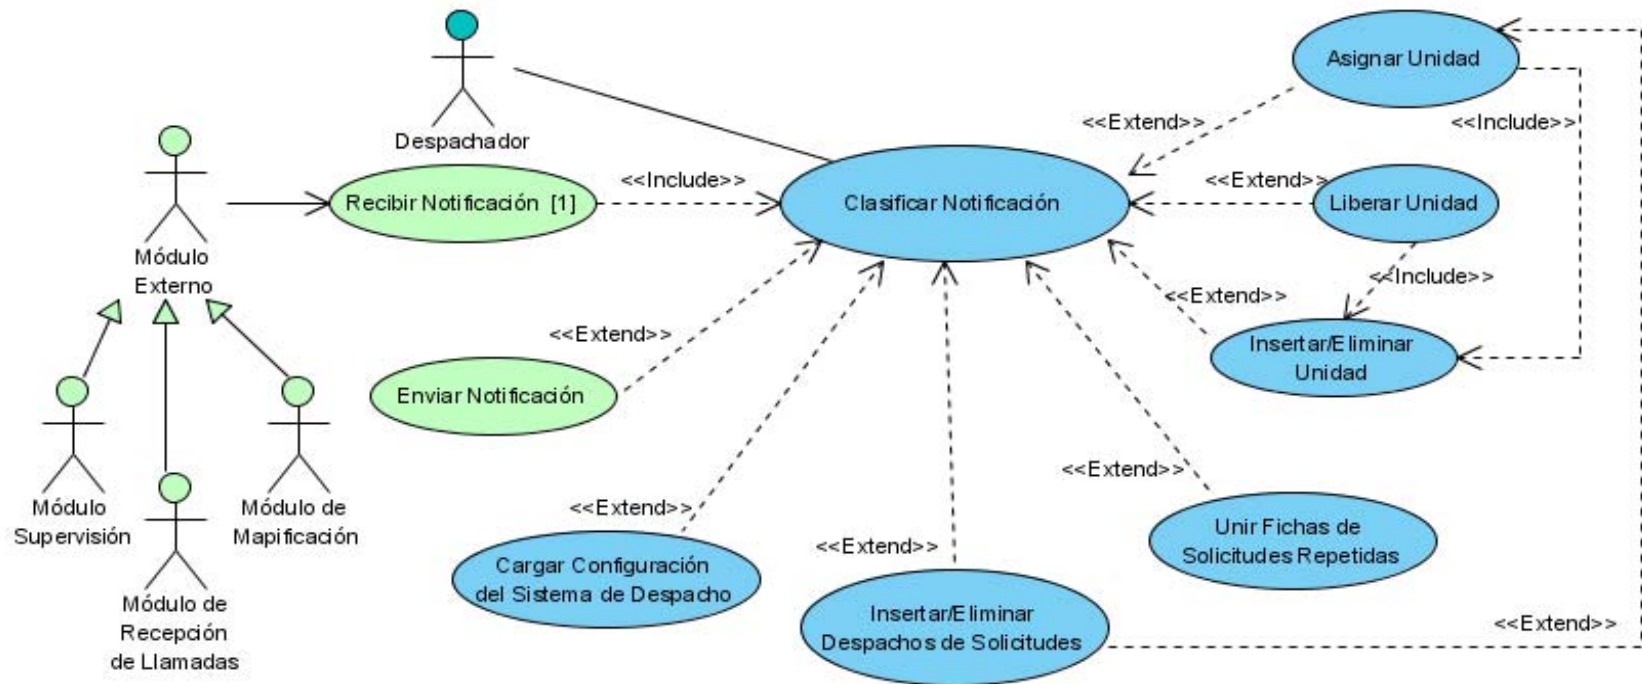 Asignar Unidad
<<Extend>>
<<Include>>
Despachador
Módulo
Externo
Recibir Notificación [1]
<<Include>>
Clasificar Notificación
<<Extend>>
Liberar Unidad
<<Include>>
<<Extend>>
Insertar/Eliminar
Unidad
<<Extend>>
Enviar Notificación
Módulo
Supervisión
Módulo de
Mapificación
Módulo de
Recepción
de Llamadas
<<Extend>>
Cargar Configuración
del Sistema de Despacho
<<Extend>>
Insertar/Eliminar
Despachos de Solicitudes
<<Extend>>
Unir Fichas de
Solicitudes Repetidas
<<Extend>>